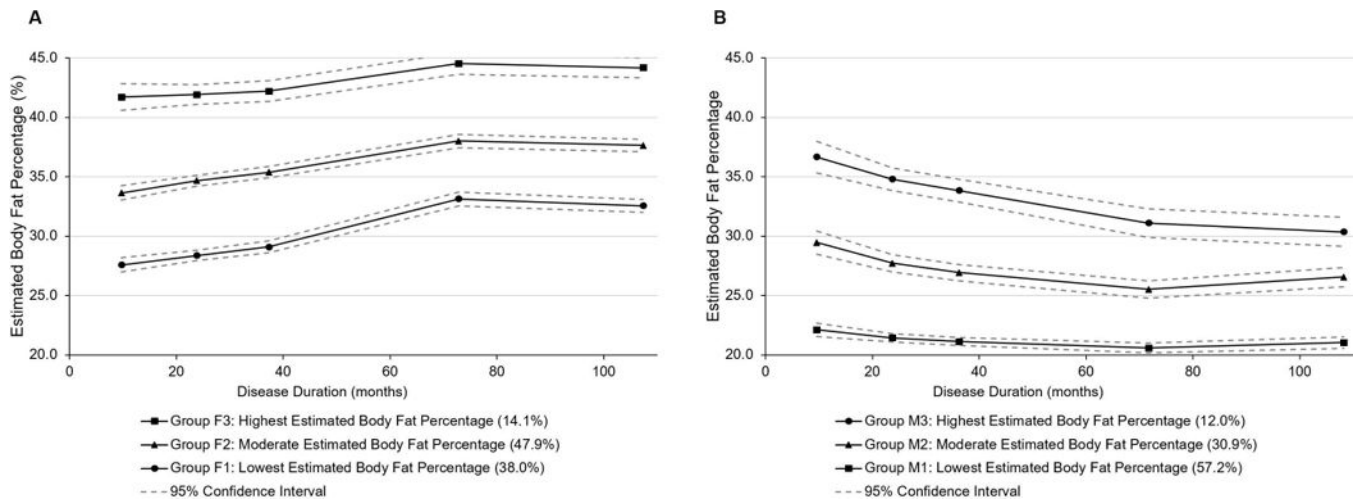 A
Estimated Body Fat Percentage (%)
45.0
40.0
35.0
30.0
25.0
20.0
0 20 40 60 80 100
Disease Duration (months)
Group F3: Highest Estimated Body Fat Percentage (14.1%)
Group F2: Moderate Estimated Body Fat Percentage (47.9%)
Group F1: Lowest Estimated Body Fat Percentage (38.0%)
95% Confidence Interval
B
Estimated Body Fat Percentage
45.0
40.0
35.0
30.0
25.0
20.0
0 20 40 60 80 100
Disease Duration (months)
Group M3: Highest Estimated Body Fat Percentage (12.0%)
Group M2: Moderate Estimated Body Fat Percentage (30.9%)
Group M1: Lowest Estimated Body Fat Percentage (57.2%)
95% Confidence Interval